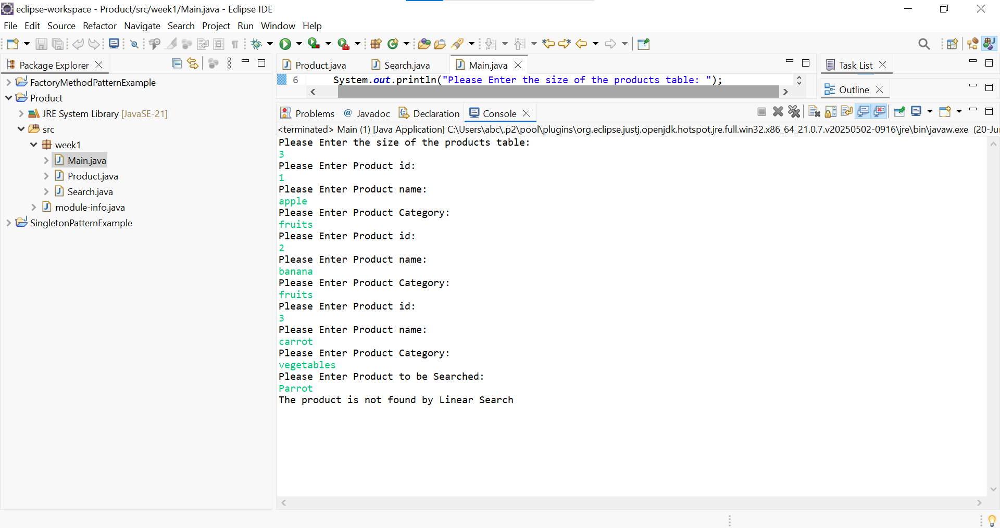 eclipse-workspace - Product/src/week1/Main.java - Eclipse IDE
File Edit Source Refactor Navigate Search Project Run Window Help
Package Explorer
FactoryMethodPatternExample
Product
JRE System Library [JavaSE-21]
src
week1
Main.java
Product.java
Search.java
module-info.java
SingletonPatternExample
Product.java Search.java Main.java
6 System.out.println("Please Enter the size of the products table: ");
Task List
Outline
Problems @ Javadoc Declaration Console
<terminated> Main (1) [Java Application] C:\Users\abc\.p2\pool\plugins\org.eclipse.justj.openjdk.hotspot.jre.full.win32.x86_64_21.0.7.v20250502-0916\jre\bin\javaw.exe (20-Ju
Please Enter the size of the products table:
3
Please Enter Product id:
1
Please Enter Product name:
apple
Please Enter Product Category:
fruits
Please Enter Product id:
2
Please Enter Product name:
banana
Please Enter Product Category:
fruits
Please Enter Product id:
3
Please Enter Product name:
carrot
Please Enter Product Category:
vegetables
Please Enter Product to be Searched:
Parrot
The product is not found by Linear Search